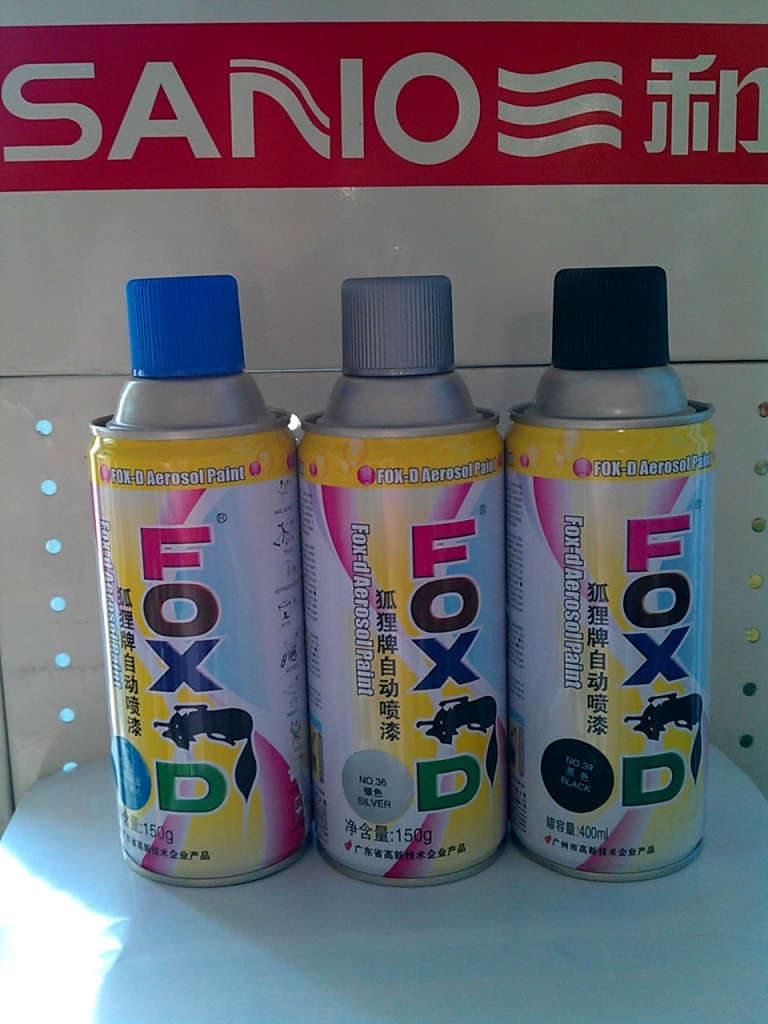 SANO三和
FOX-D Aerosol Paint
®
FOX
D
Fox-d Aerosol Paint
狐狸牌自动喷漆
含量:150g
广东省高新技术企业产品
FOX-D Aerosol Paint
®
FOX
D
Fox-d Aerosol Paint
狐狸牌自动喷漆
NO.36
银色
SILVER
净含量:150g
广东省高新技术企业产品
FOX-D Aerosol Paint
®
FOX
D
Fox-d Aerosol Paint
狐狸牌自动喷漆
NO.39
黑色
BLACK
罐容量:400ml
广州市高新技术企业产品